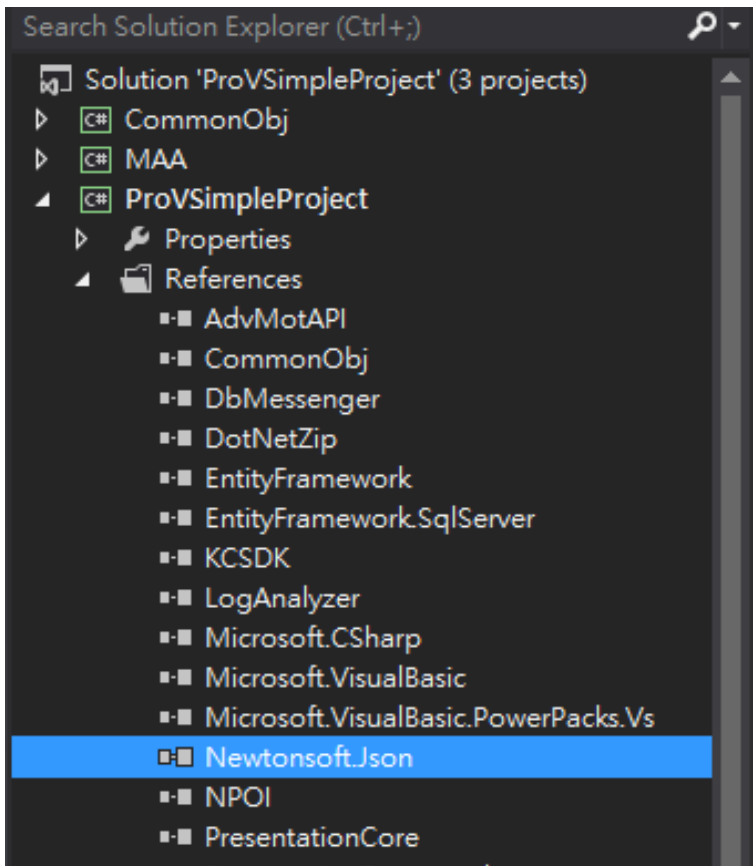 Search Solution Explorer (Ctrl+;)
Solution 'ProVSimpleProject' (3 projects)
C# CommonObj
C# MAA
C# ProVSimpleProject
Properties
References
AdvMotAPI
CommonObj
DbMessenger
DotNetZip
EntityFramework
EntityFramework.SqlServer
KCSDK
LogAnalyzer
Microsoft.CSharp
Microsoft.VisualBasic
Microsoft.VisualBasic.PowerPacks.Vs
Newtonsoft.Json
NPOI
PresentationCore